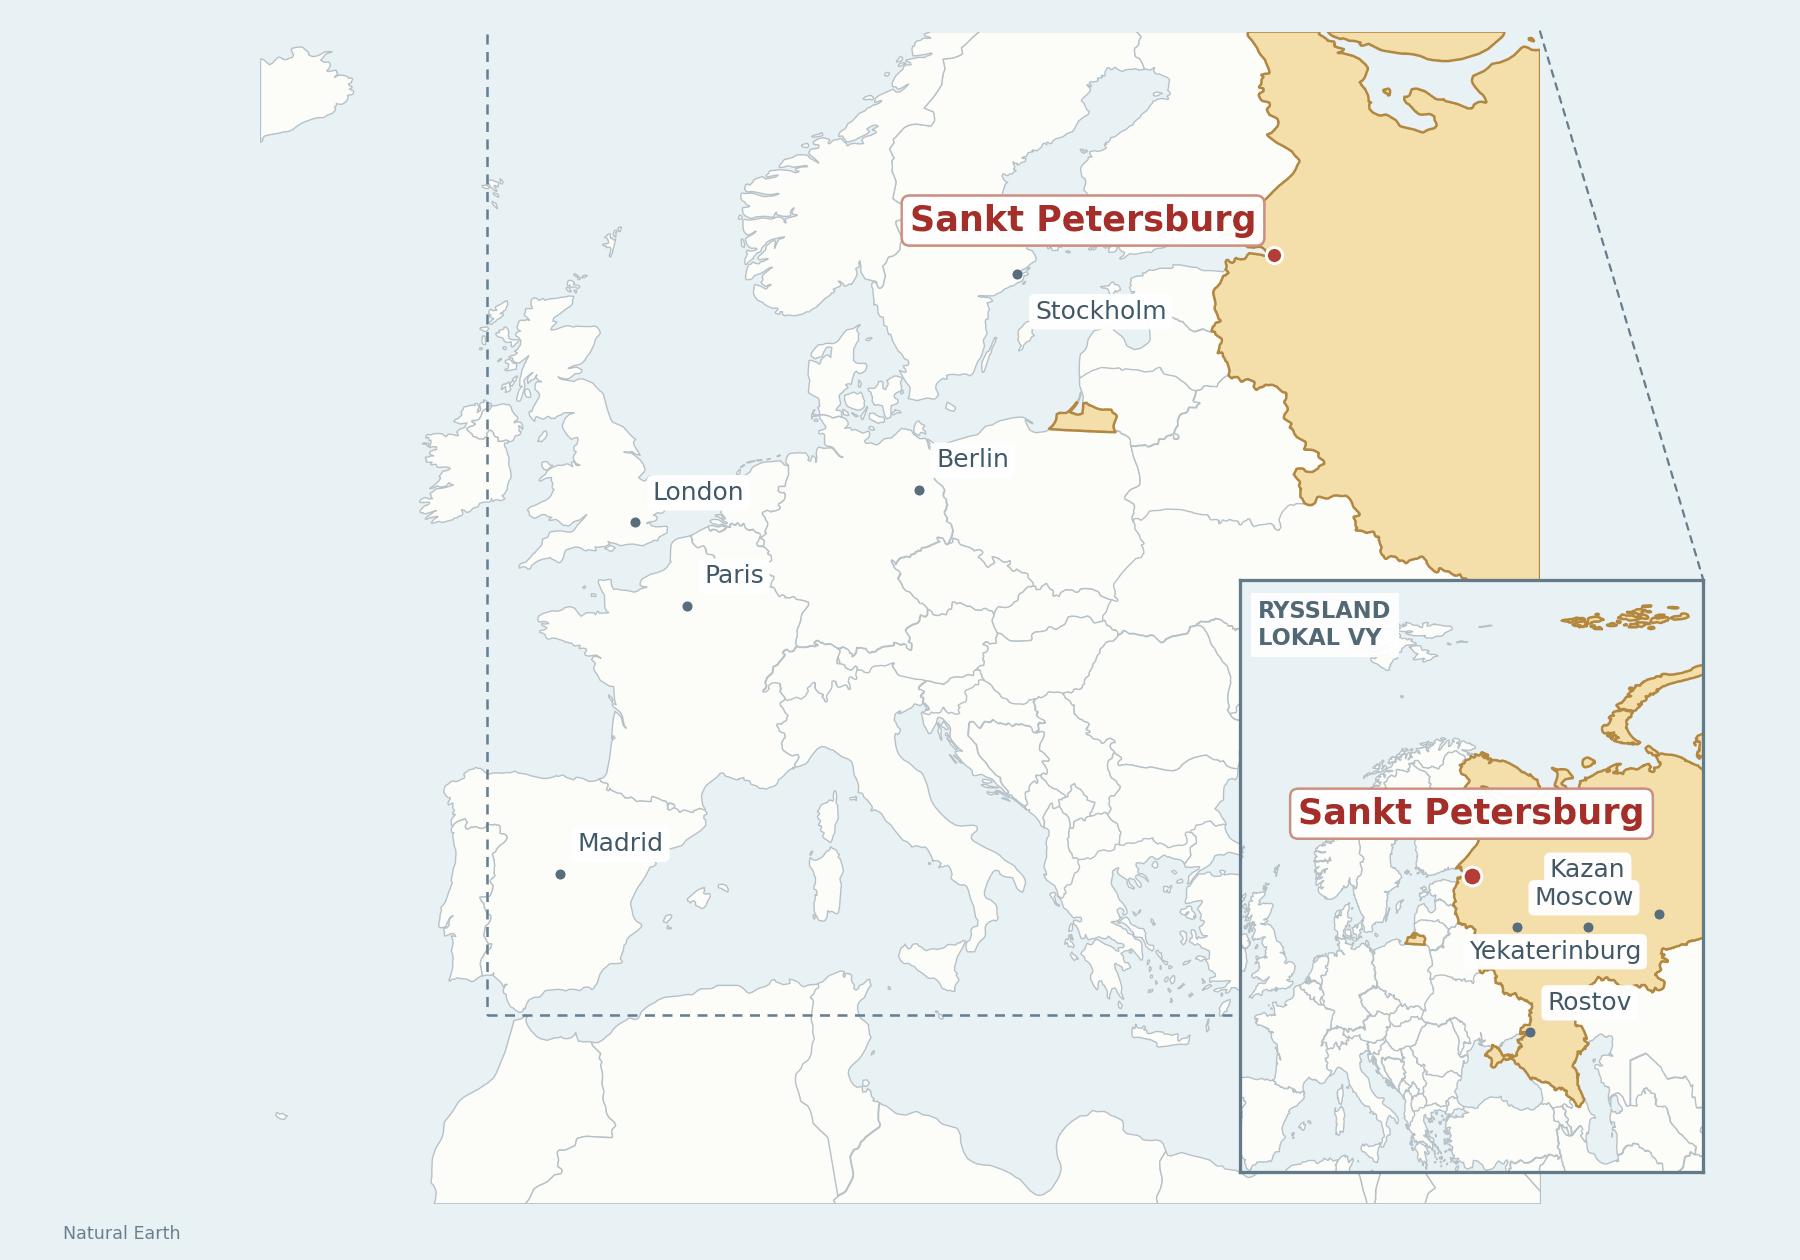 Sankt Petersburg
Stockholm
Berlin
London
Paris
Madrid
RYSSLAND
LOKAL VY
Sankt Petersburg
Kazan
Moscow
Yekaterinburg
Rostov
Natural Earth